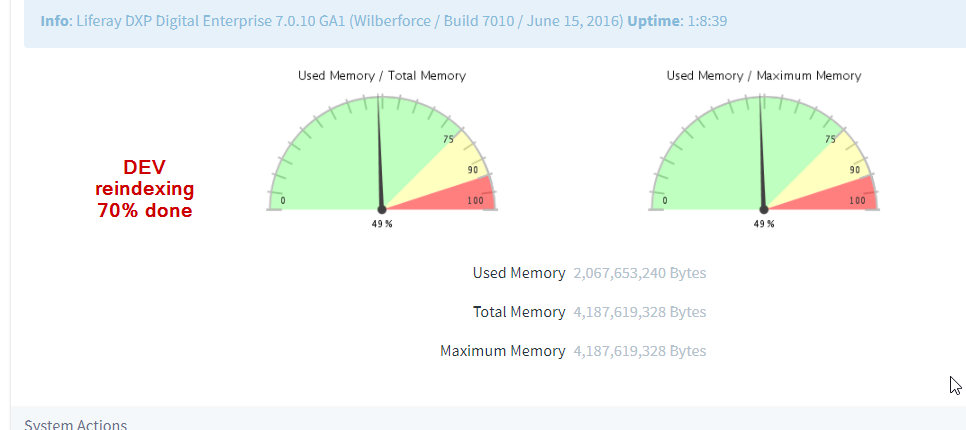 Info: Liferay DXP Digital Enterprise 7.0.10 GA1 (Wilberforce / Build 7010 / June 15, 2016) Uptime: 1:8:39
Used Memory / Total Memory
Used Memory / Maximum Memory
DEV
reindexing
70% done
0
75
90
100
49%
0
75
90
100
49%
Used Memory 2,067,653,240 Bytes
Total Memory 4,187,619,328 Bytes
Maximum Memory 4,187,619,328 Bytes
System Actions